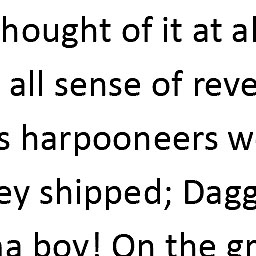 hought of it at al
all sense of reve
s harpooneers w
ey shipped; Dagg
na boy! On the gr